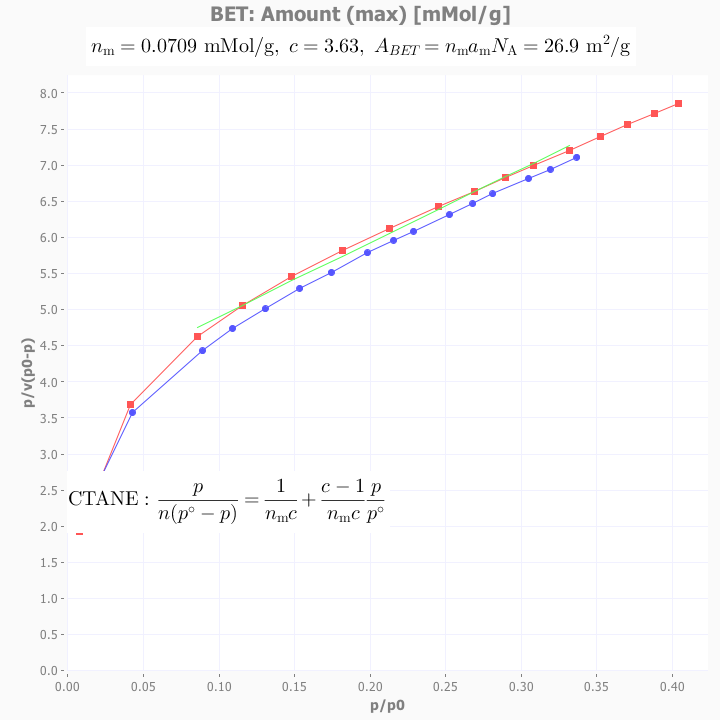 BET: Amount (max) [mMol/g]
n_m = 0.0709 mMol/g, c = 3.63, A_BET = n_m a_m N_A = 26.9 m²/g
8.0
7.5
7.0
6.5
6.0
5.5
5.0
4.5
4.0
3.5
3.0
2.5
2.0
1.5
1.0
0.5
0.0
p/v(p0-p)
CTANE : p/n(p° − p) = 1/n_m c + c − 1/n_m c p/p°
0.00 0.05 0.10 0.15 0.20 0.25 0.30 0.35 0.40
p/p0